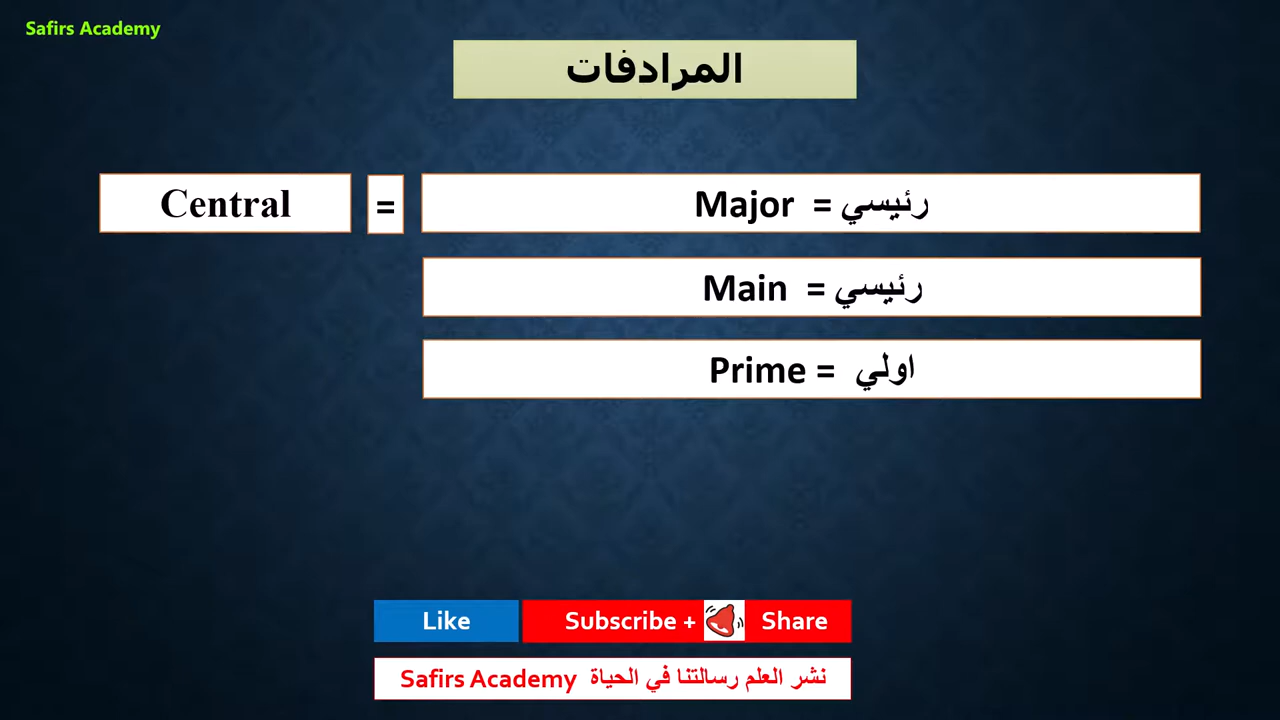 Safirs Academy
المرادفات
Central = Major = رئيسي
Main = رئيسي
Prime = اولي
Like Subscribe + Share
Safirs Academy نشر العلم رسالتنا في الحياة